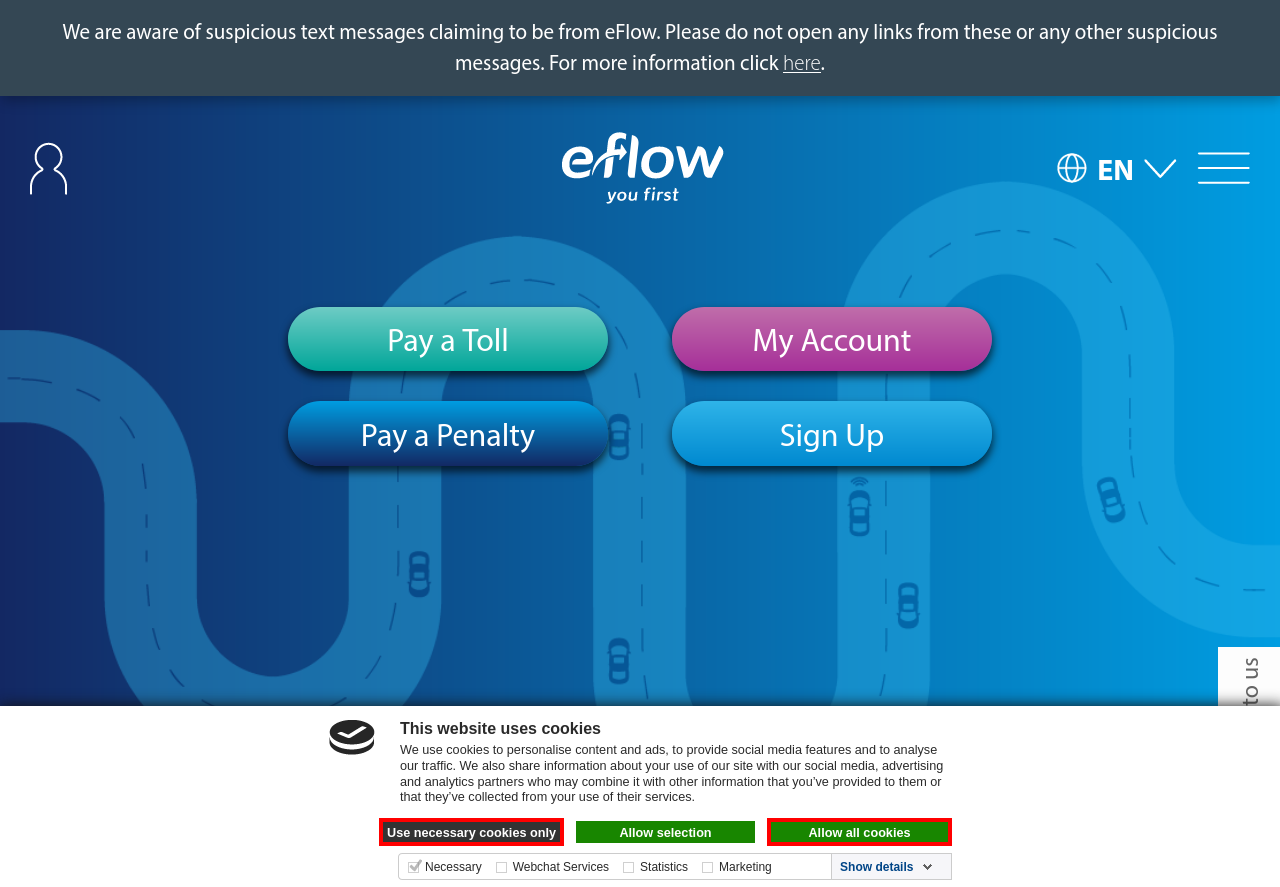 We are aware of suspicious text messages claiming to be from eFlow. Please do not open any links from these or any other suspicious
messages. For more information click here.
eflow
you first
EN
Pay a Toll
My Account
Pay a Penalty
Sign Up
to us
This website uses cookies
We use cookies to personalise content and ads, to provide social media features and to analyse
our traffic. We also share information about your use of our site with our social media, advertising
and analytics partners who may combine it with other information that you’ve provided to them or
that they’ve collected from your use of their services.
Use necessary cookies only
Allow selection
Allow all cookies
Necessary
Webchat Services
Statistics
Marketing
Show details